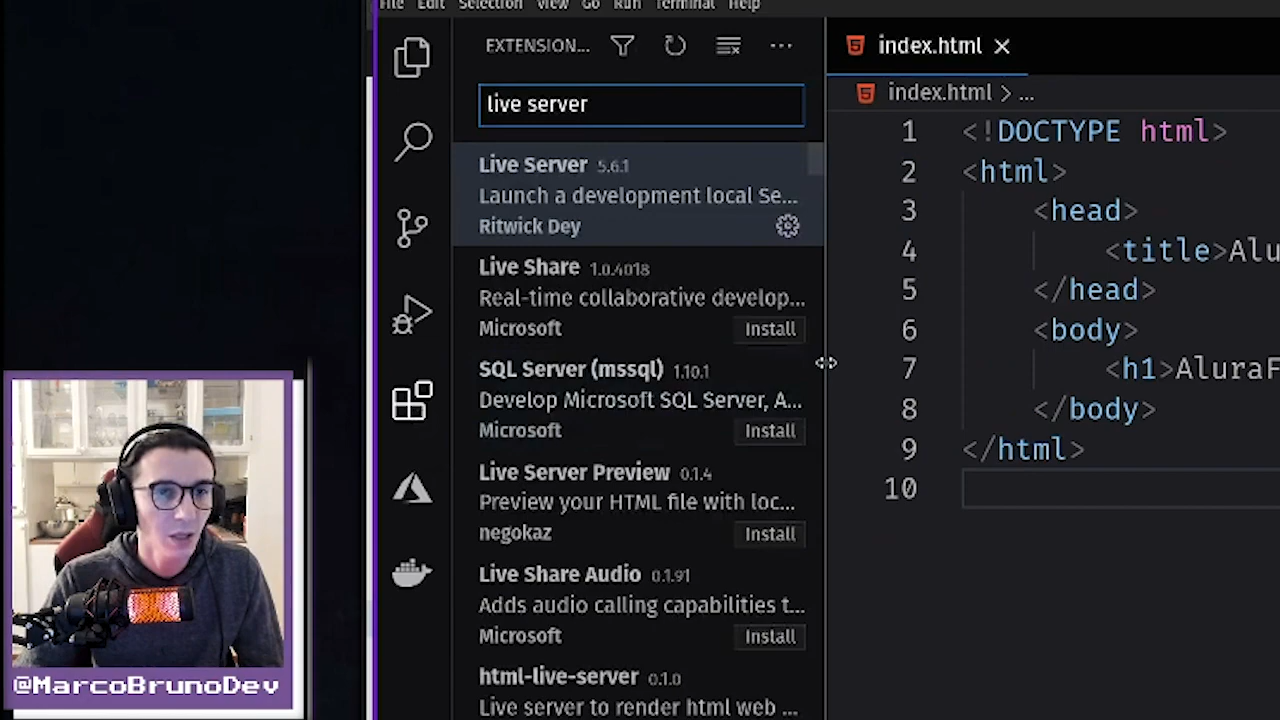 File Edit Selection View Go Run Terminal Help
EXTENSION... ...
live server
Live Server 5.6.1
Launch a development local Se...
Ritwick Dey
Live Share 1.0.4018
Real-time collaborative develop...
Microsoft Install
SQL Server (mssql) 1.10.1
Develop Microsoft SQL Server, A...
Microsoft Install
Live Server Preview 0.1.4
Preview your HTML file with loc...
negokaz Install
Live Share Audio 0.1.91
Adds audio calling capabilities t...
Microsoft Install
html-live-server 0.1.0
Live server to render html web ...
index.html ×
index.html > ...
1 <!DOCTYPE html>
2 <html>
3 <head>
4 <title>Alu
5 </head>
6 <body>
7 <h1>AluraF
8 </body>
9 </html>
10
@MarcoBrunoDev